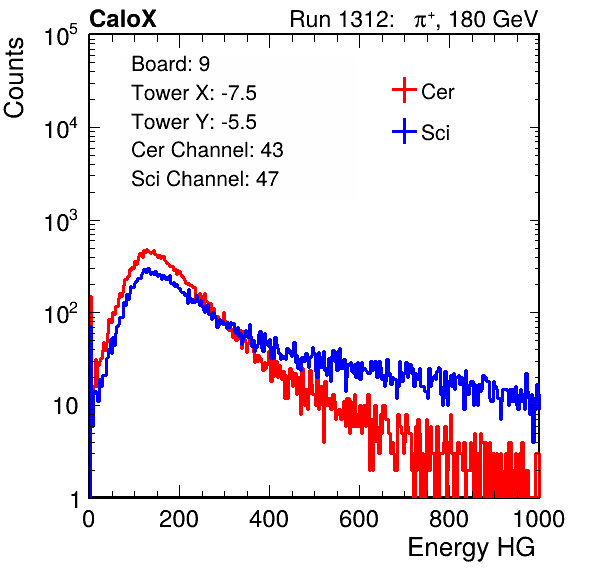 CaloX Run 1312: π⁺, 180 GeV
Counts
10⁵
10⁴
10³
10²
10
1
Board: 9
Tower X: -7.5
Tower Y: -5.5
Cer Channel: 43
Sci Channel: 47
Cer
Sci
0 200 400 600 800 1000
Energy HG